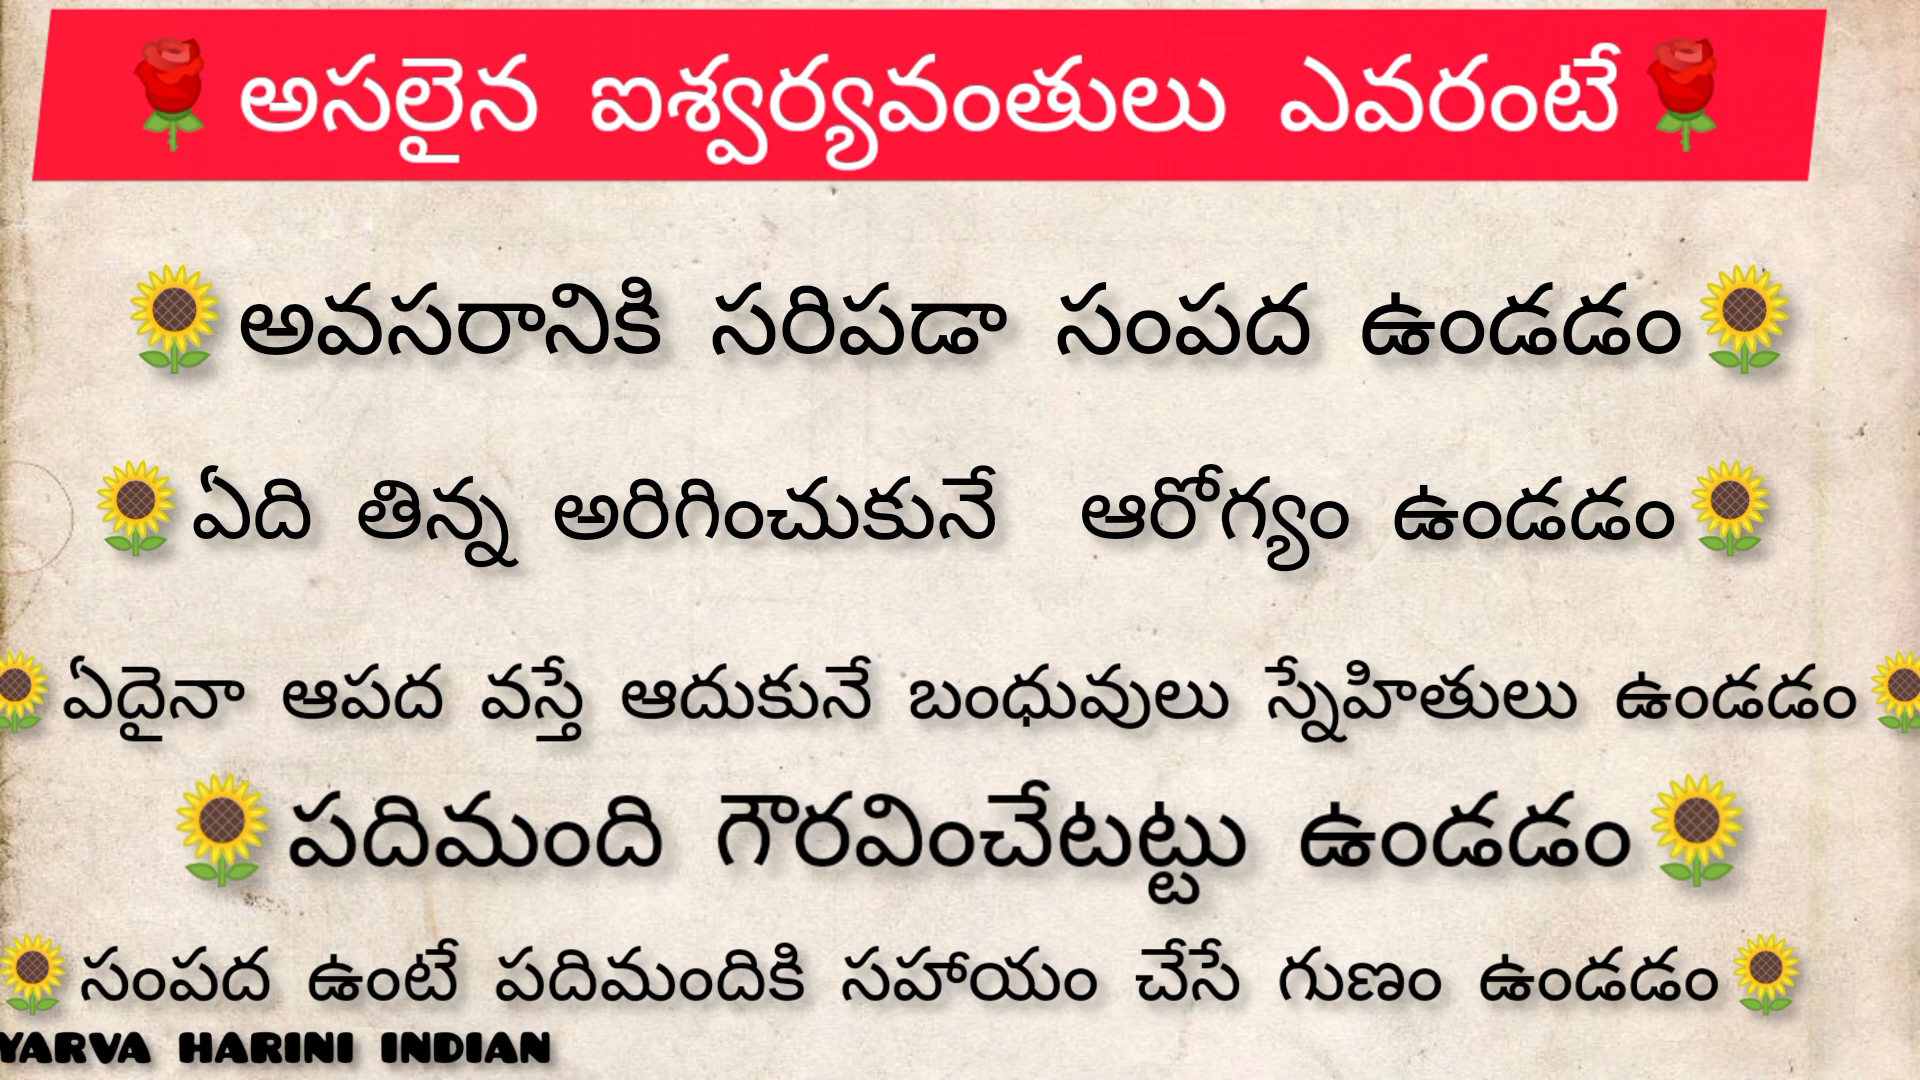 🌹అసలైన ఐశ్వర్యవంతులు ఎవరంటే🌹
🌻అవసరానికి సరిపడా సంపద ఉండడం🌻
🌻ఏది తిన్న అరిగించుకునే ఆరోగ్యం ఉండడం🌻
🌻ఏదైనా ఆపద వస్తే ఆదుకునే బంధువులు స్నేహితులు ఉండడం🌻
🌻పదిమంది గౌరవించేటట్టు ఉండడం🌻
🌻సంపద ఉంటే పదిమందికి సహాయం చేసే గుణం ఉండడం🌻
YARVA HARINI INDIAN